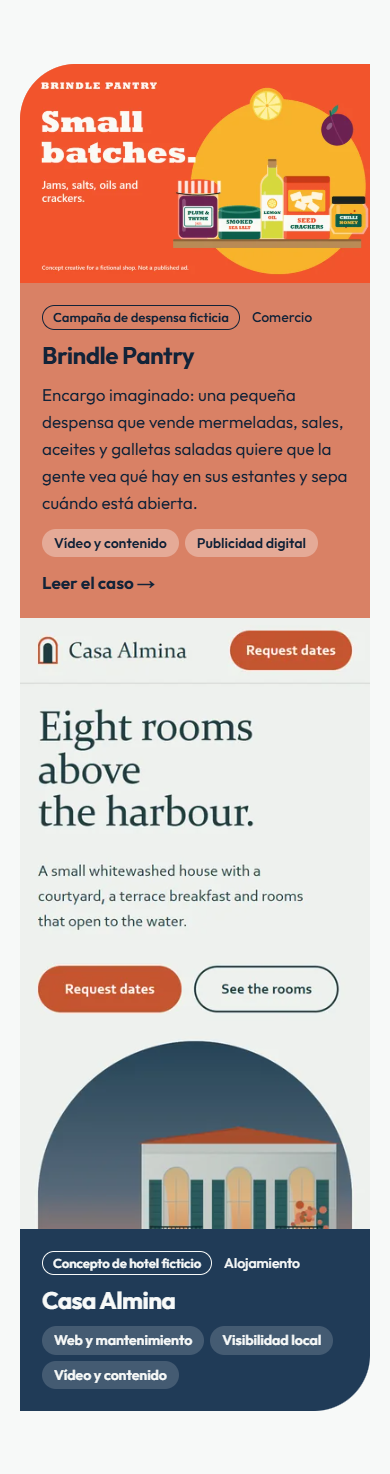 BRINDLE PANTRY
Small
batches.
Jams, salts, oils and
crackers.
PLUM &
THYME
SMOKED
SEA SALT
LEMON
OIL
SEED
CRACKERS
CHILLI
HONEY
Concept creative for a fictional shop. Not a published ad.
Campaña de despensa ficticia
Comercio
Brindle Pantry
Encargo imaginado: una pequeña
despensa que vende mermeladas, sales,
aceites y galletas saladas quiere que la
gente vea qué hay en sus estantes y sepa
cuándo está abierta.
Vídeo y contenido
Publicidad digital
Leer el caso →
Casa Almina
Request dates
Eight rooms
above
the harbour.
A small whitewashed house with a
courtyard, a terrace breakfast and rooms
that open to the water.
Request dates
See the rooms
Concepto de hotel ficticio
Alojamiento
Casa Almina
Web y mantenimiento
Visibilidad local
Vídeo y contenido